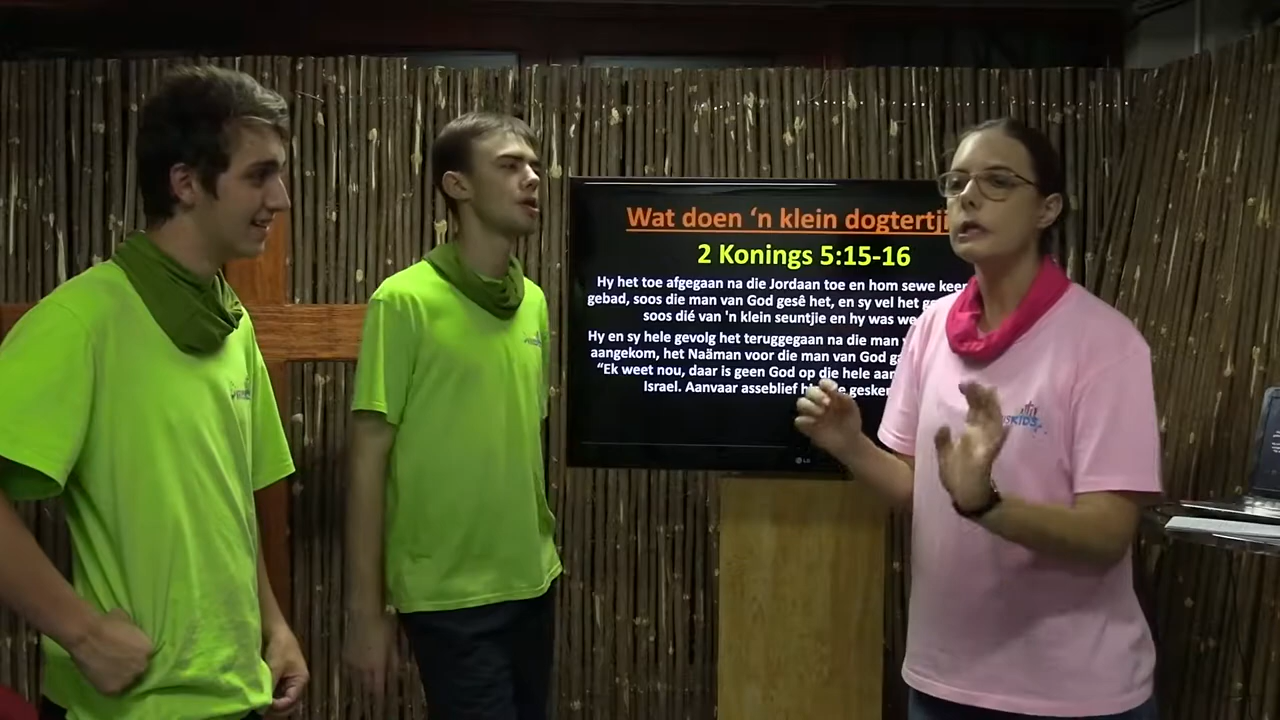 Wat doen ‘n klein
2 Konings 5:15-16
Hy het toe afgegaan na die Jordaan toe en hom sewe
gebad, soos die man van God gesê het, en sy vel het
soos dié van 'n klein seuntjie en hy was
Hy en sy hele gevolg het teruggegaan na die man
aangekom, het Naäman voor die man van God
“Ek weet nou, daar is geen God op die hele
Israel. Aanvaar asseblief
LG
KIDS